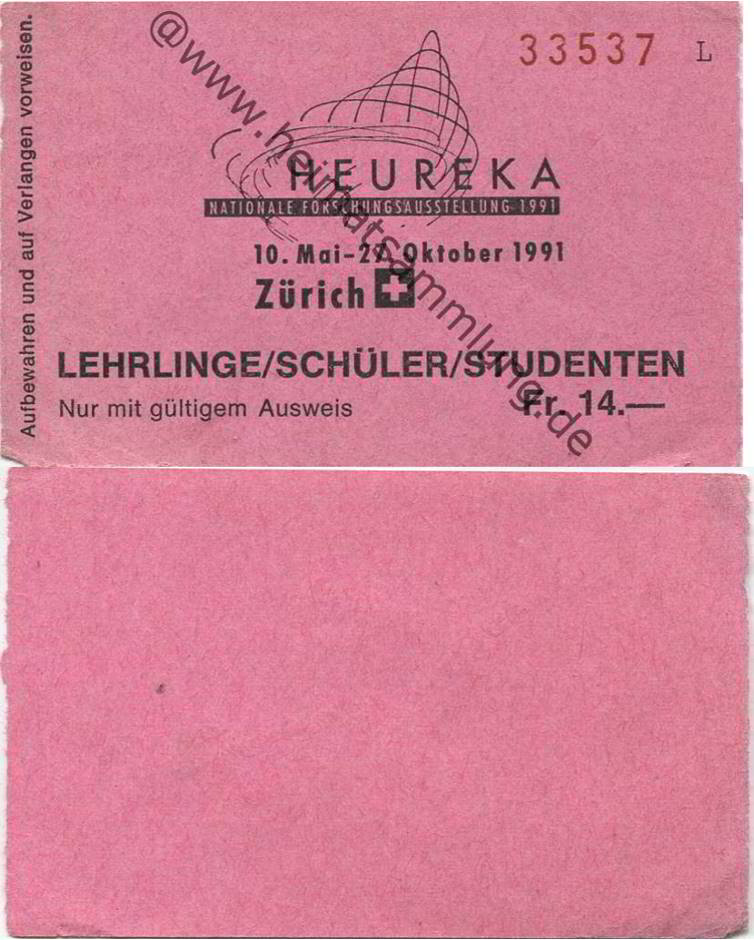 33537 L
HEUREKA
NATIONALE FORSCHUNGSAUSSTELLUNG 1991
10. Mai–27. Oktober 1991
Zürich
LEHRLINGE/SCHÜLER/STUDENTEN
Nur mit gültigem Ausweis Fr. 14.—
Aufbewahren und auf Verlangen vorweisen.
@www.heimatsammlung.de